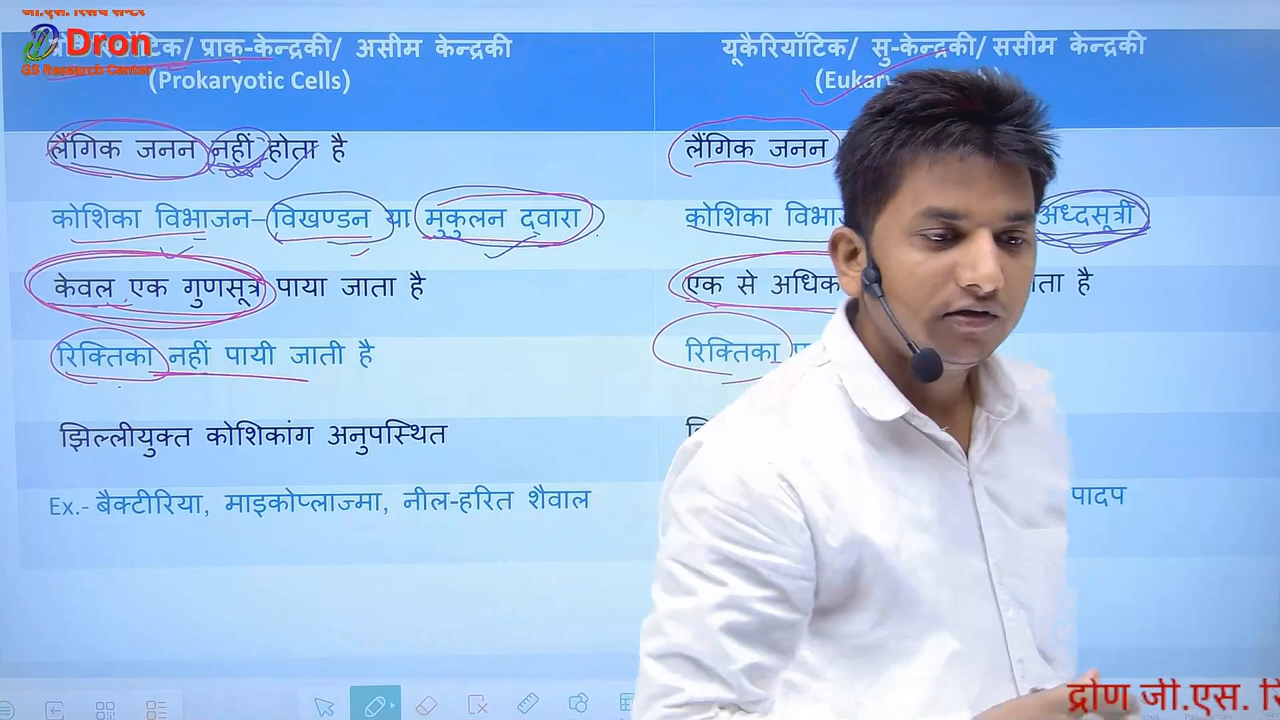 जी.एस. रिसर्च सेन्टर
Dron
GS Research Center
प्राक्-केन्द्रकी/ असीम केन्द्रकी
(Prokaryotic Cells)
लैंगिक जनन नहीं होता है
कोशिका विभाजन– विखण्डन या मुकुलन द्वारा
केवल एक गुणसूत्र पाया जाता है
रिक्तिका नहीं पायी जाती है
झिल्लीयुक्त कोशिकांग अनुपस्थित
Ex.- बैक्टीरिया, माइकोप्लाज्मा, नील-हरित शैवाल
यूकैरियॉटिक/ सु-केन्द्रकी/ ससीम केन्द्रकी
लैंगिक जनन
कोशिका अर्ध्दसूत्री
एक से अधिक है
रिक्तिका
पादप
द्रोण जी.एस.